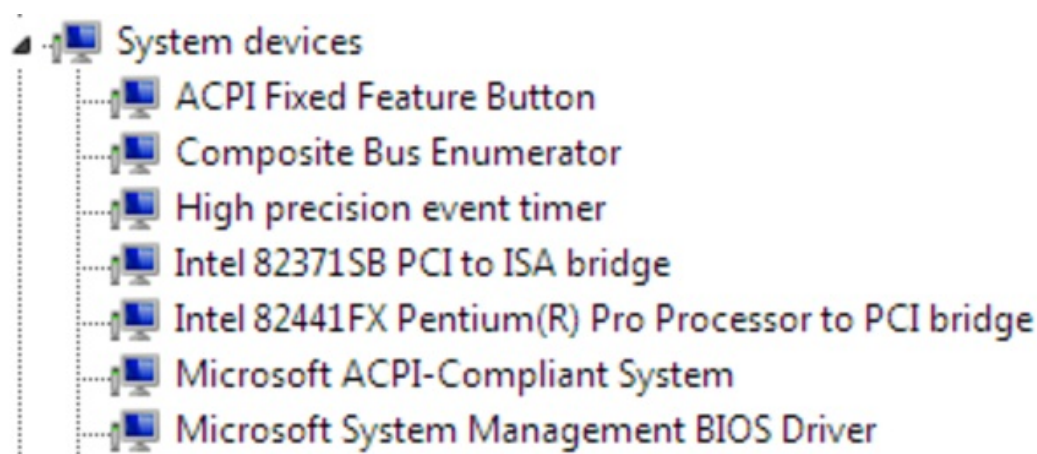 System devices
ACPI Fixed Feature Button
Composite Bus Enumerator
High precision event timer
Intel 82371SB PCI to ISA bridge
Intel 82441FX Pentium(R) Pro Processor to PCI bridge
Microsoft ACPI-Compliant System
Microsoft System Management BIOS Driver